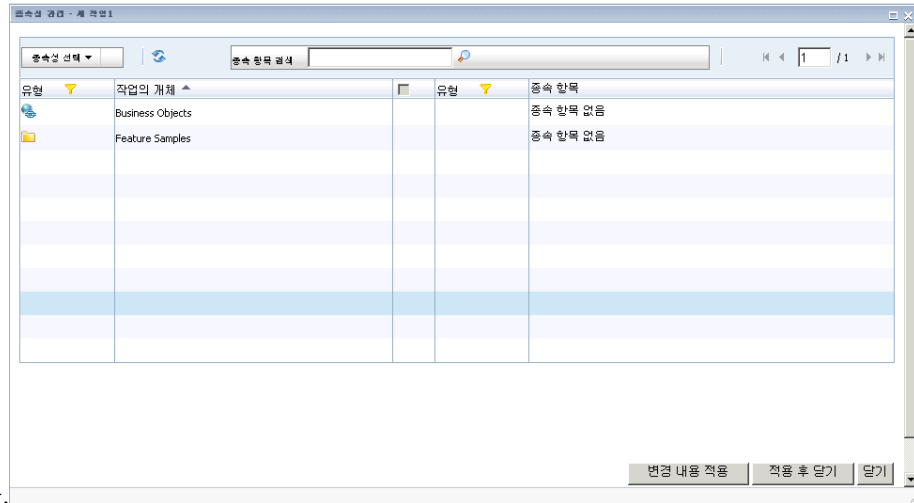 종속성 관리 - 새 작업1
종속성 선택
종속 항목 검색
1 / 1
유형 작업의 개체 유형 종속 항목
Business Objects 종속 항목 없음
Feature Samples 종속 항목 없음
변경 내용 적용 적용 후 닫기 닫기